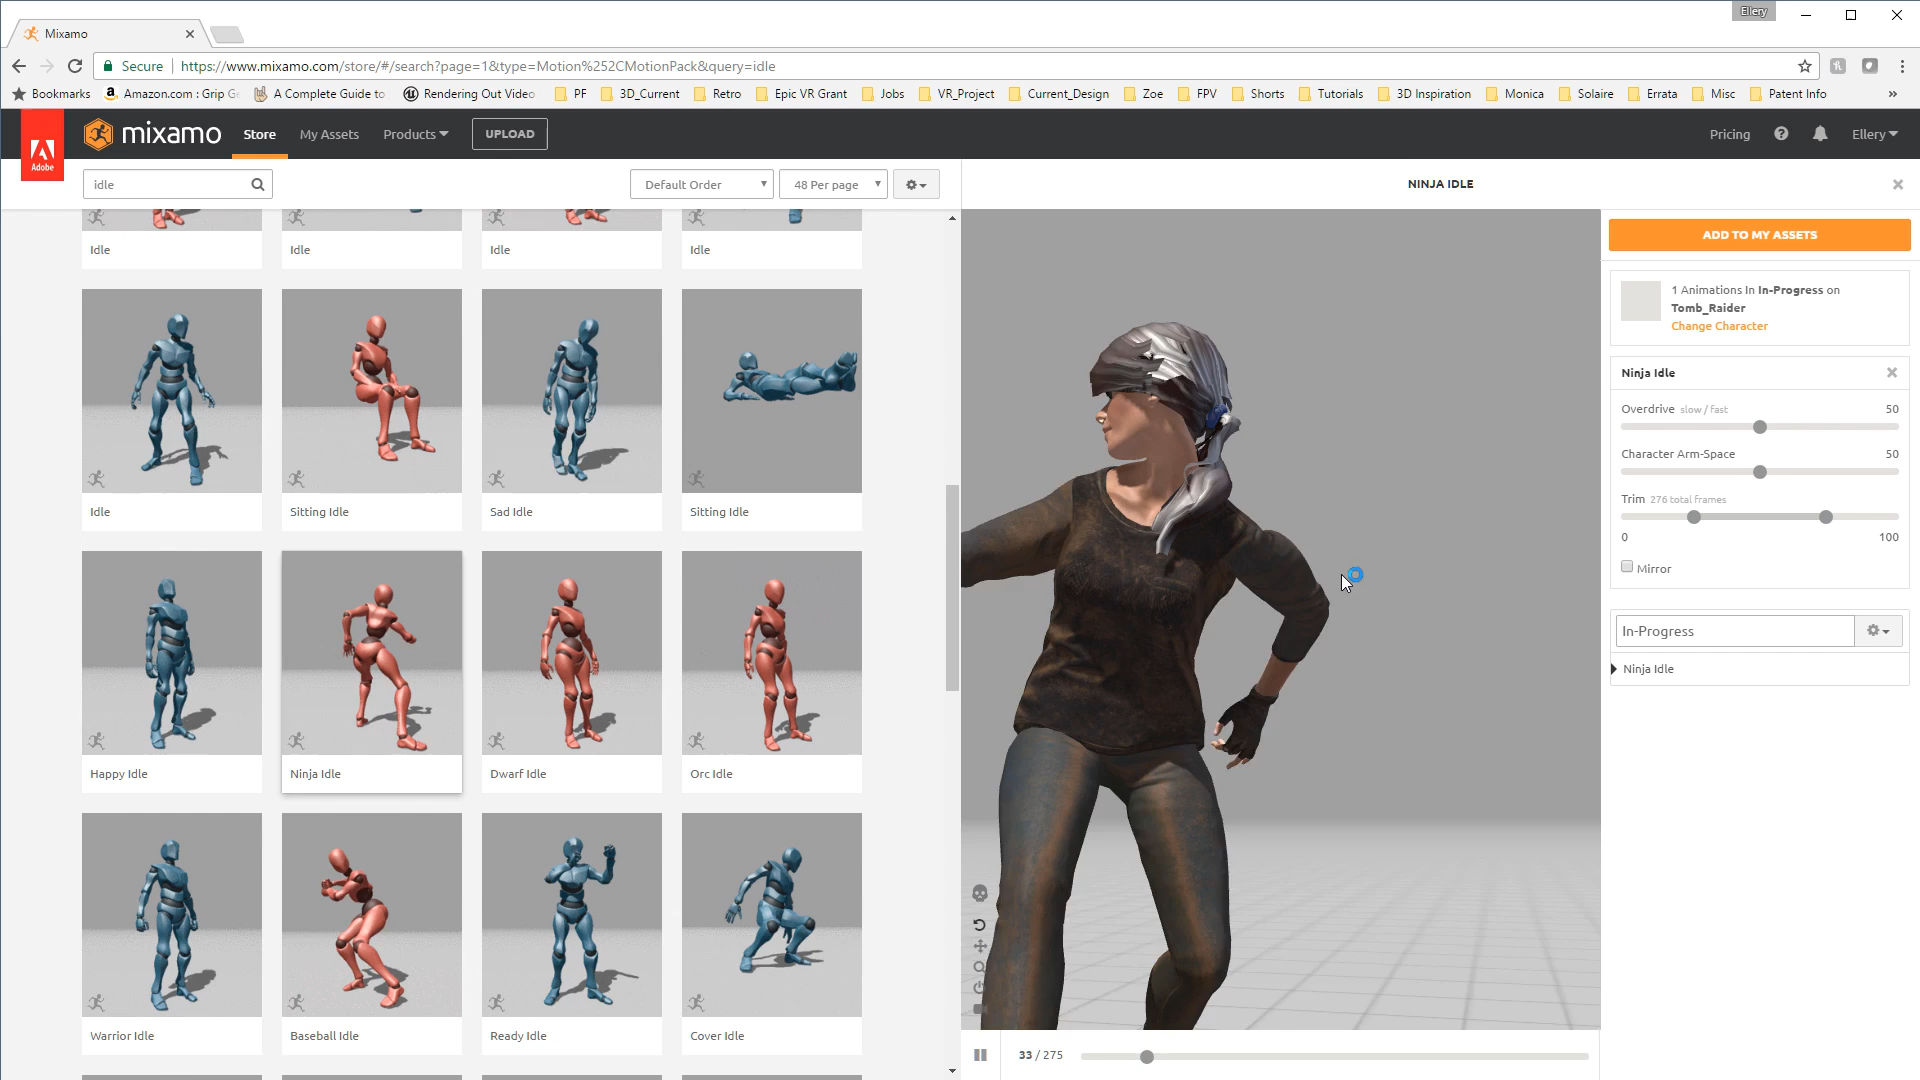 Ellery
Mixamo
Secure https://www.mixamo.com/store/#/search?page=1&type=Motion%252CMotionPack&query=idle
Bookmarks Amazon.com : Grip G A Complete Guide to Rendering Out Video PF 3D_Current Retro Epic VR Grant Jobs VR_Project Current_Design Zoe FPV Shorts Tutorials 3D Inspiration Monica Solaire Errata Misc Patent Info »
Adobe mixamo Store My Assets Products UPLOAD Pricing Ellery
idle Default Order 48 Per page NINJA IDLE
Idle Idle Idle Idle
Idle Sitting Idle Sad Idle Sitting Idle
Happy Idle Ninja Idle Dwarf Idle Orc Idle
Warrior Idle Baseball Idle Ready Idle Cover Idle
33 / 275
ADD TO MY ASSETS
1 Animations In In-Progress on
Tomb_Raider
Change Character
Ninja Idle
Overdrive slow / fast 50
Character Arm-Space 50
Trim 276 total frames
0 100
Mirror
In-Progress
Ninja Idle